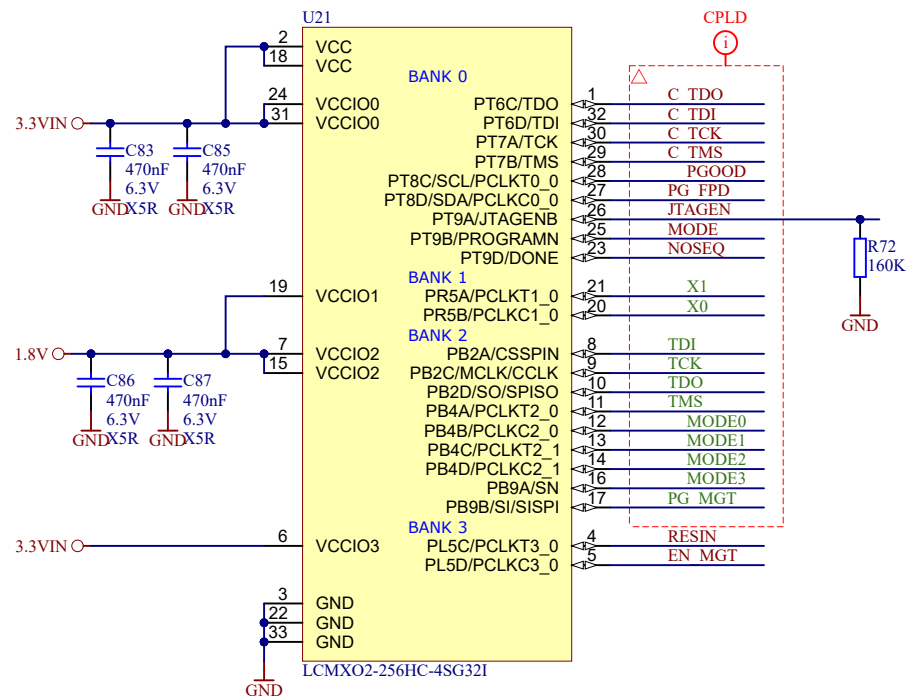 U21
CPLD
i
2 VCC
18 VCC
BANK 0
24 VCCIO0
31 VCCIO0
3.3VIN
PT6C/TDO 1 C_TDO
PT6D/TDI 32 C_TDI
PT7A/TCK 30 C_TCK
PT7B/TMS 29 C_TMS
PT8C/SCL/PCLKT0_0 28 PGOOD
PT8D/SDA/PCLKC0_0 27 PG_FPD
PT9A/JTAGENB 26 JTAGEN
PT9B/PROGRAMN 25 MODE
PT9D/DONE 23 NOSEQ
C83
470nF
6.3V
X5R
GND
C85
470nF
6.3V
X5R
GND
R72
160K
GND
BANK 1
19 VCCIO1
PR5A/PCLKT1_0 21 X1
PR5B/PCLKC1_0 20 X0
BANK 2
1.8V
7 VCCIO2
15 VCCIO2
PB2A/CSSPIN 8 TDI
PB2C/MCLK/CCLK 9 TCK
PB2D/SO/SPISO 10 TDO
PB4A/PCLKT2_0 11 TMS
PB4B/PCLKC2_0 12 MODE0
PB4C/PCLKT2_1 13 MODE1
PB4D/PCLKC2_1 14 MODE2
PB9A/SN 16 MODE3
PB9B/SI/SISPI 17 PG_MGT
C86
470nF
6.3V
X5R
GND
C87
470nF
6.3V
X5R
GND
BANK 3
3.3VIN
6 VCCIO3
PL5C/PCLKT3_0 4 RESIN
PL5D/PCLKC3_0 5 EN_MGT
3 GND
22 GND
33 GND
GND
LCMXO2-256HC-4SG32I